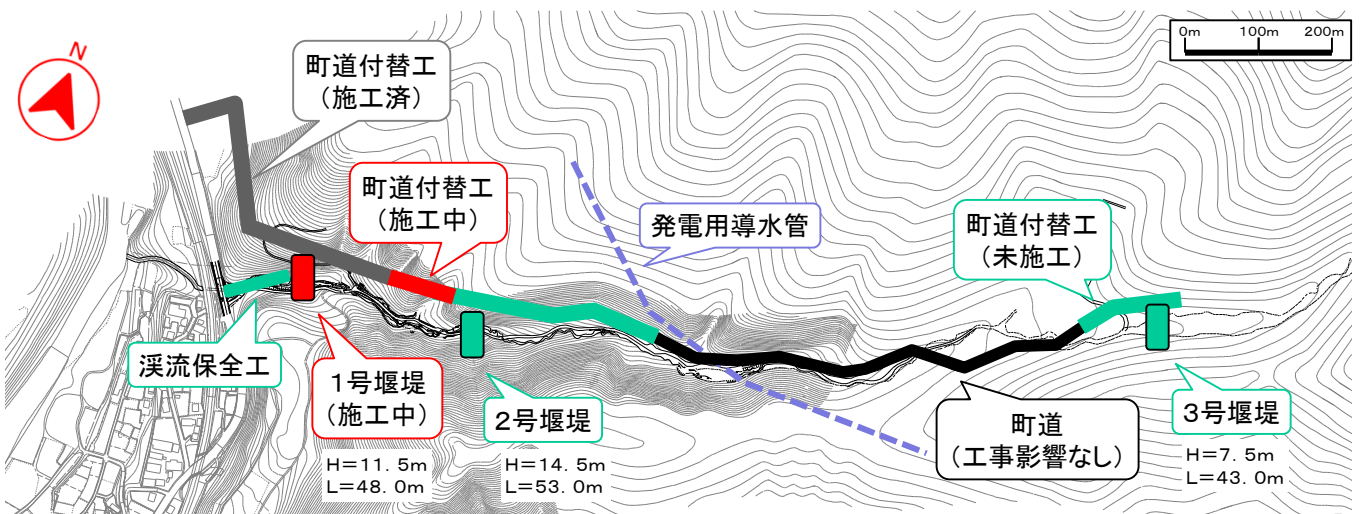 N
町道付替工
（施工済）
0m 100m 200m
町道付替工
（施工中）
発電用導水管
町道付替工
（未施工）
渓流保全工
1号堰堤
（施工中）
H＝11．5m
L＝48．0m
2号堰堤
H＝14．5m
L＝53．0m
町道
（工事影響なし）
3号堰堤
H＝7．5m
L＝43．0m